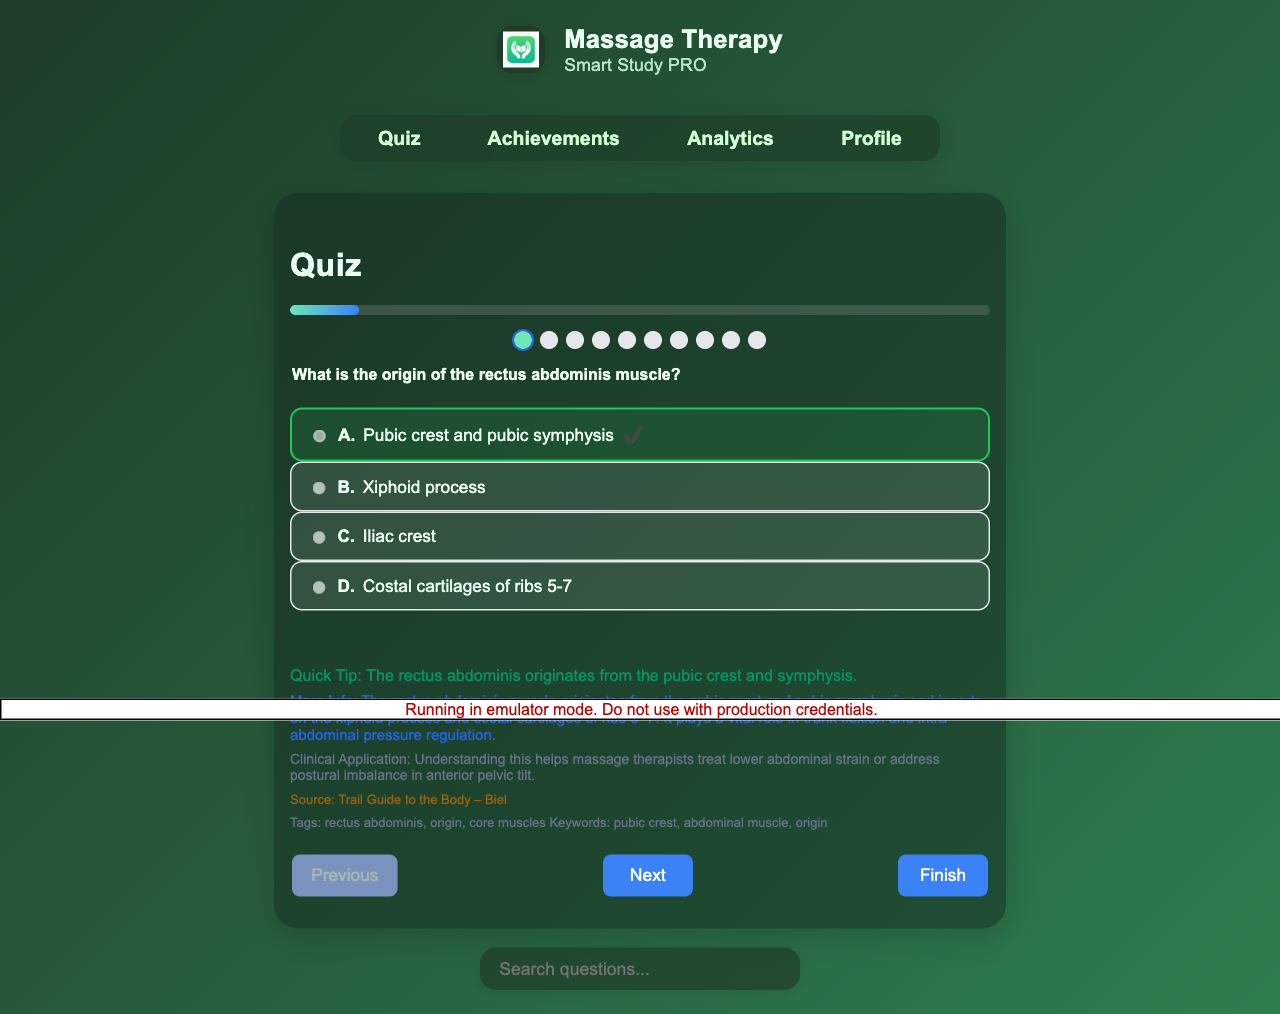 Massage Therapy
Smart Study PRO
Quiz Achievements Analytics Profile
Quiz
What is the origin of the rectus abdominis muscle?
A. Pubic crest and pubic symphysis ✔
B. Xiphoid process
C. Iliac crest
D. Costal cartilages of ribs 5-7
Quick Tip: The rectus abdominis originates from the pubic crest and symphysis.
Running in emulator mode. Do not use with production credentials.
abdominal pressure regulation.
Clinical Application: Understanding this helps massage therapists treat lower abdominal strain or address
postural imbalance in anterior pelvic tilt.
Source: Trail Guide to the Body – Biel
Tags: rectus abdominis, origin, core muscles Keywords: pubic crest, abdominal muscle, origin
Previous Next Finish
Search questions...